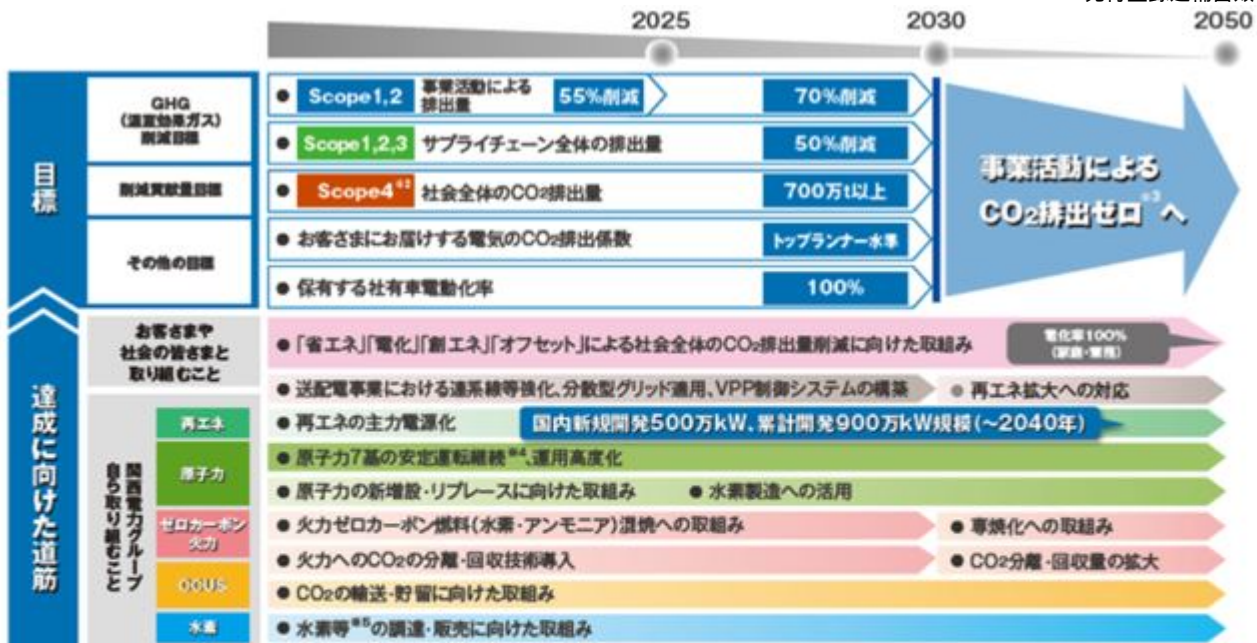 2025
2030
2050
目標
GHG
(温室効果ガス)
削減目標
● Scope1,2 事業活動による
排出量
55%削減
70%削減
● Scope1,2,3 サプライチェーン全体の排出量
50%削減
削減貢献量目標
● Scope4※2 社会全体のCO2排出量
700万t以上
その他の目標
● お客さまにお届けする電気のCO2排出係数
トップランナー水準
● 保有する社有車電動化率
100%
事業活動による
CO2排出ゼロ※3へ
達成に向けた道筋
お客さまや
社会の皆さまと
取り組むこと
● 「省エネ」「電化」「創エネ」「オフセット」による社会全体のCO2排出量削減に向けた取組み
電化率100%
(家庭・業務)
関西電力グループ
自ら取り組むこと
● 送配電事業における連系線等強化、分散型グリッド適用、VPP制御システムの構築
● 再エネ拡大への対応
再エネ
● 再エネの主力電源化
国内新規開発500万kW、累計開発900万kW規模(~2040年)
原子力
● 原子力7基の安定運転継続※4、運用高度化
● 原子力の新増設・リプレースに向けた取組み
● 水素製造への活用
ゼロカーボン
火力
● 火力ゼロカーボン燃料(水素・アンモニア)混焼への取組み
● 専焼化への取組み
● 火力へのCO2の分離・回収技術導入
● CO2分離・回収量の拡大
CCUS
● CO2の輸送・貯留に向けた取組み
水素
● 水素等※5の調達・販売に向けた取組み